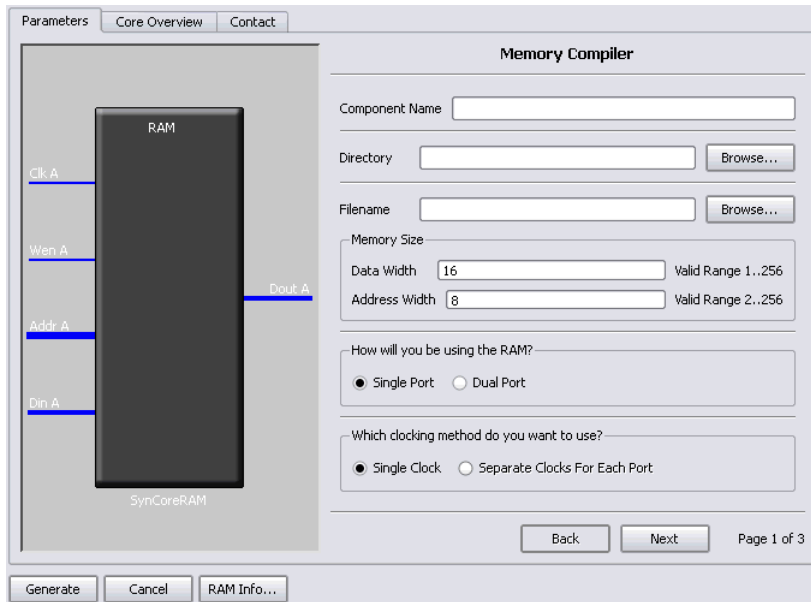 Parameters Core Overview Contact
RAM
Clk A
Wen A
Dout A
Addr A
Din A
SynCoreRAM
Memory Compiler
Component Name
Directory Browse...
Filename Browse...
Memory Size
Data Width 16 Valid Range 1..256
Address Width 8 Valid Range 2..256
How will you be using the RAM?
Single Port Dual Port
Which clocking method do you want to use?
Single Clock Separate Clocks For Each Port
Back Next Page 1 of 3
Generate Cancel RAM Info...